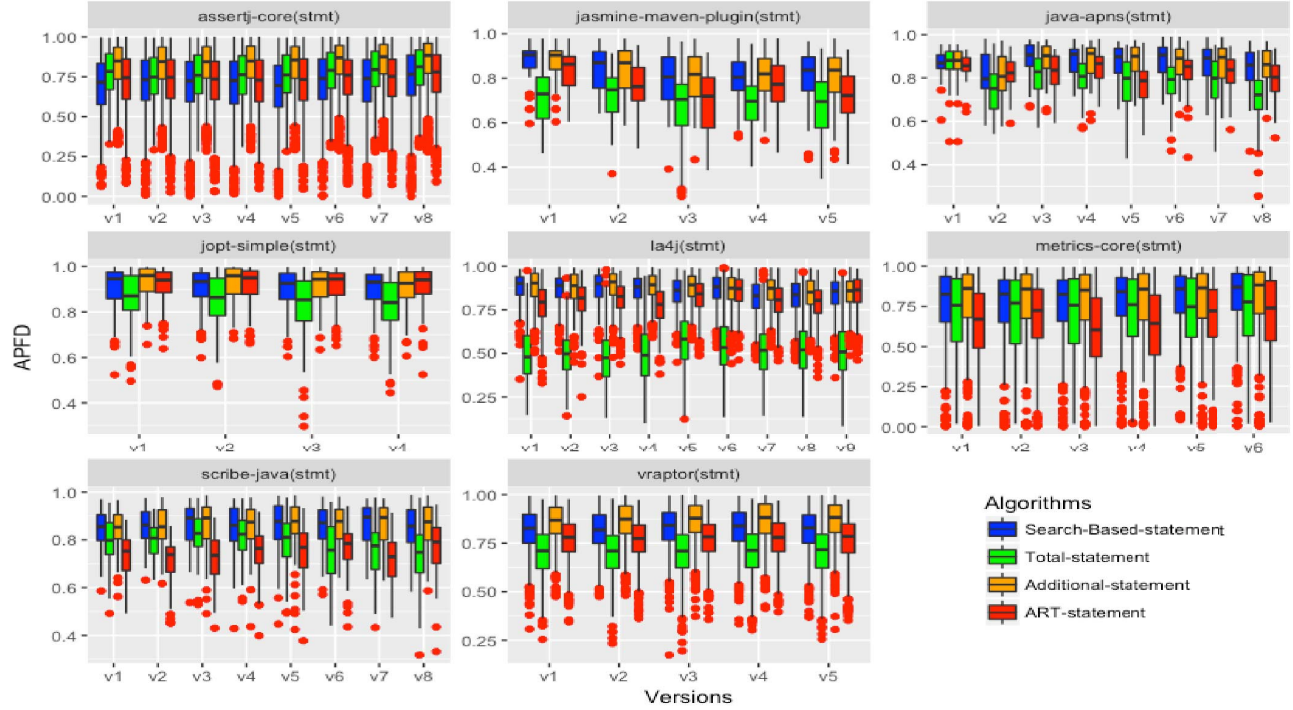 assertj-core(stmt)
jasmine-maven-plugin(stmt)
java-apns(stmt)
1.00
0.75
0.50
0.25
0.00
v1 v2 v3 v4 v5 v6 v7 v8
1.0
0.8
0.6
0.4
v1 v2 v3 v4 v5
1.0
0.8
0.6
0.4
v1 v2 v3 v4 v5 v6 v7 v8
APFD
jopt-simple(stmt)
la4j(stmt)
metrics-core(stmt)
1.0
0.8
0.6
0.4
v1 v2 v3 v4
1.00
0.75
0.50
0.25
v1 v2 v3 v4 v6 v6 v7 v8 v9
1.00
0.75
0.50
0.25
0.00
v1 v2 v3 v4 v5 v6
scribe-java(stmt)
vraptor(stmt)
1.0
0.8
0.6
0.4
v1 v2 v3 v4 v5 v6 v7 v8
1.00
0.75
0.50
0.25
v1 v2 v3 v4 v5
Versions
Algorithms
Search-Based-statement
Total-statement
Additional-statement
ART-statement